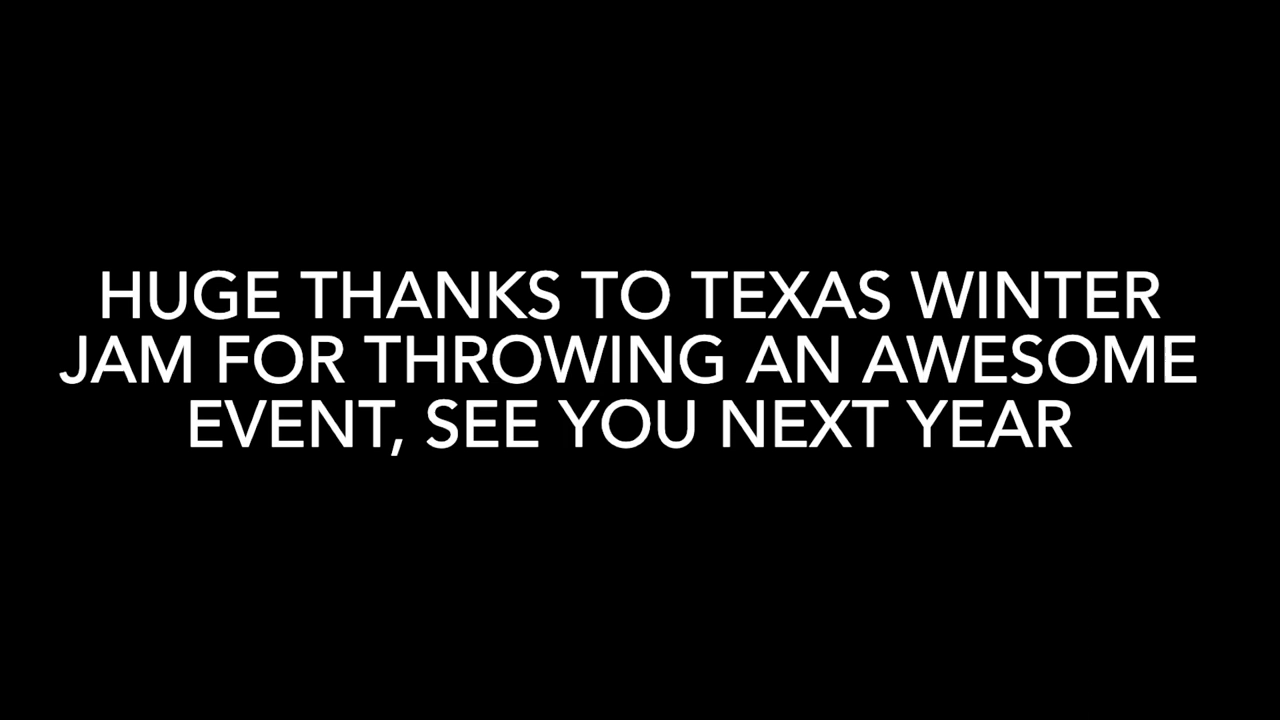 HUGE THANKS TO TEXAS WINTER
JAM FOR THROWING AN AWESOME
EVENT, SEE YOU NEXT YEAR